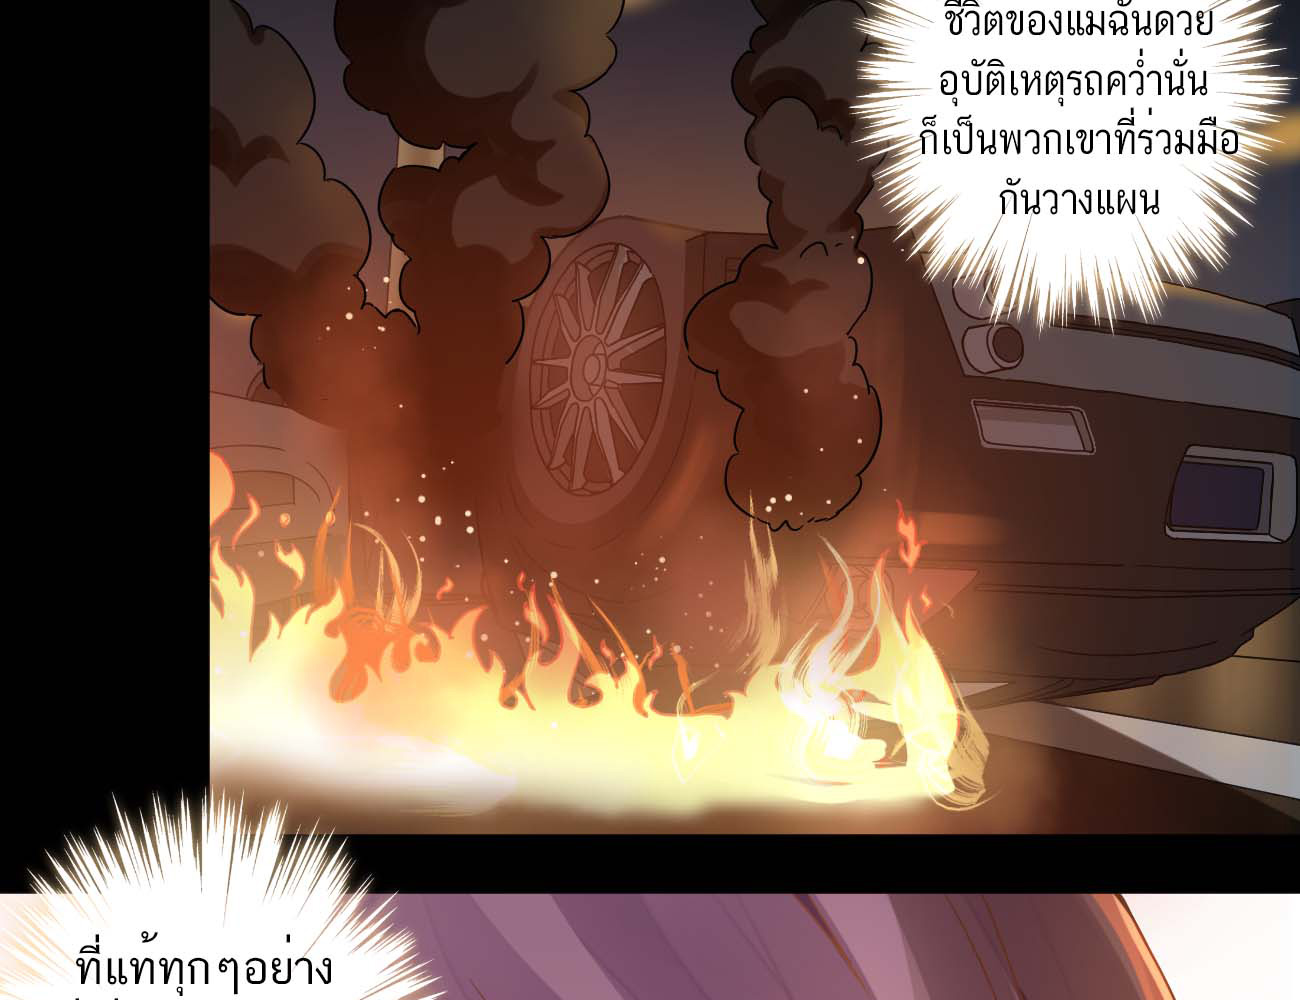 ชีวิตของแม่ฉันด้วย
อุบัติเหตุรถคว่ำนั่น
ก็เป็นพวกเขาที่ร่วมมือ
กันวางแผน
ที่แท้ทุกๆอย่าง